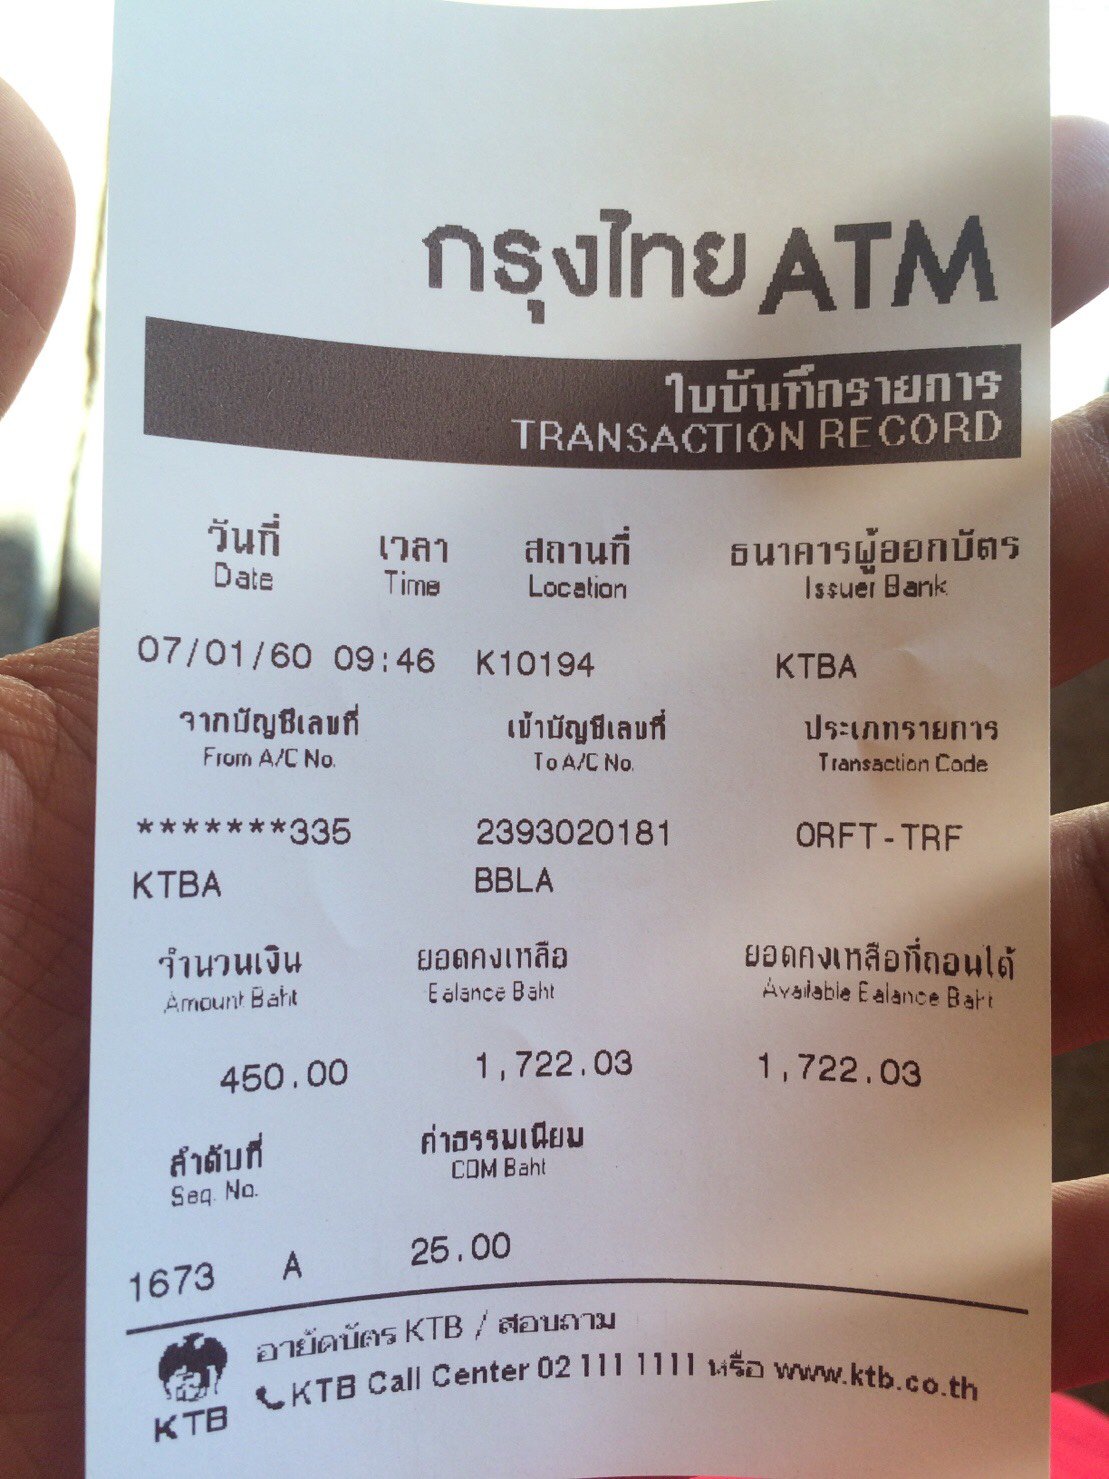 กรุงไทย ATM
ใบบันทึกรายการ
TRANSACTION RECORD
วันที่ เวลา สถานที่ ธนาคารผู้ออกบัตร
Date Time Location Issuer Bank
07/01/60 09:46 K10194 KTBA
จากบัญชีเลขที่ เข้าบัญชีเลขที่ ประเภทรายการ
From A/C No. To A/C No. Transaction Code
*******335 2393020181 ORFT-TRF
KTBA BBLA
จำนวนเงิน ยอดคงเหลือ ยอดคงเหลือที่ถอนได้
Amount Baht Balance Baht Available Balance Baht
450.00 1,722.03 1,722.03
ลำดับที่ ค่าธรรมเนียม
Seq. No. COM Baht
1673 A 25.00
อายัดบัตร KTB / สอบถาม
KTB Call Center 02 111 1111 หรือ www.ktb.co.th
KTB